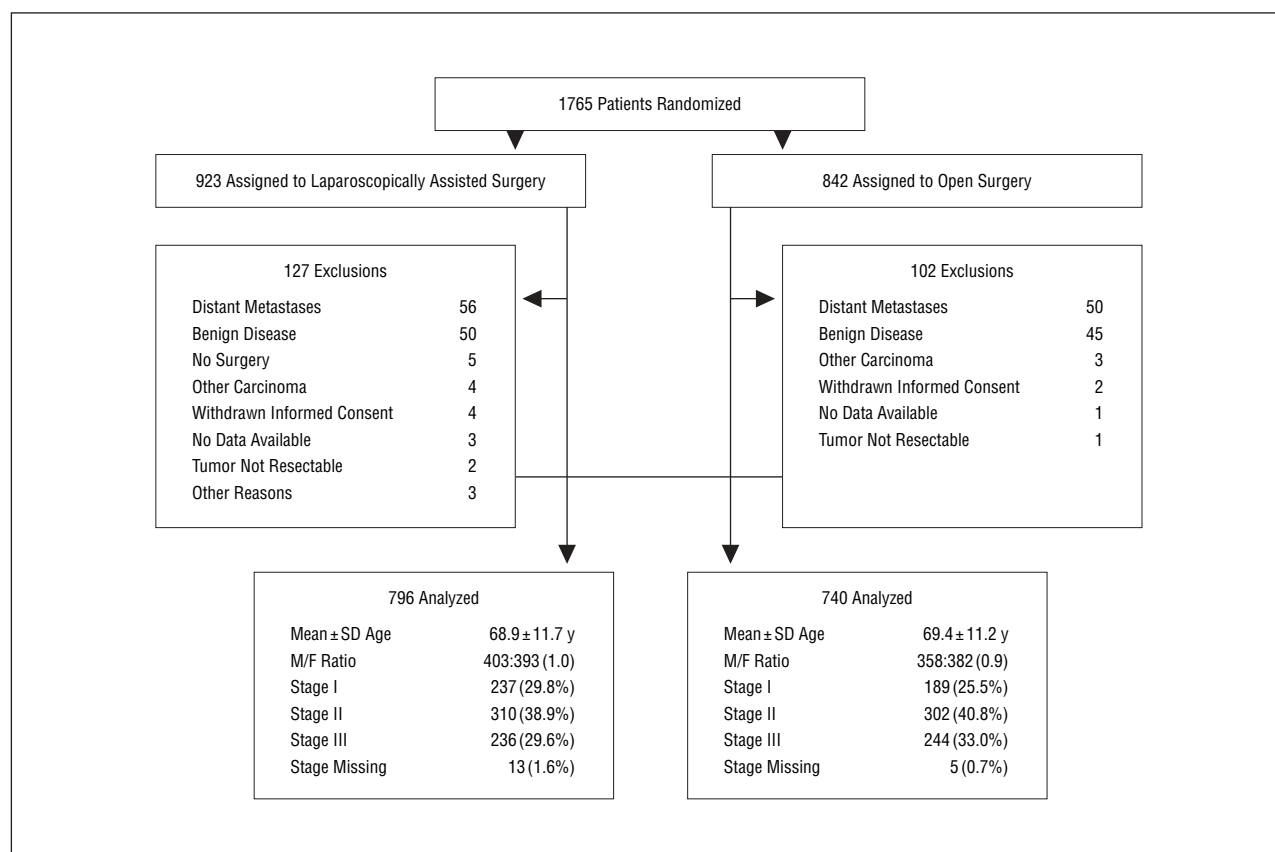 1765 Patients Randomized
923 Assigned to Laparoscopically Assisted Surgery
842 Assigned to Open Surgery
127 Exclusions
Distant Metastases 56
Benign Disease 50
No Surgery 5
Other Carcinoma 4
Withdrawn Informed Consent 4
No Data Available 3
Tumor Not Resectable 2
Other Reasons 3
102 Exclusions
Distant Metastases 50
Benign Disease 45
Other Carcinoma 3
Withdrawn Informed Consent 2
No Data Available 1
Tumor Not Resectable 1
796 Analyzed
Mean ± SD Age 68.9 ± 11.7 y
M/F Ratio 403:393 (1.0)
Stage I 237 (29.8%)
Stage II 310 (38.9%)
Stage III 236 (29.6%)
Stage Missing 13 (1.6%)
740 Analyzed
Mean ± SD Age 69.4 ± 11.2 y
M/F Ratio 358:382 (0.9)
Stage I 189 (25.5%)
Stage II 302 (40.8%)
Stage III 244 (33.0%)
Stage Missing 5 (0.7%)